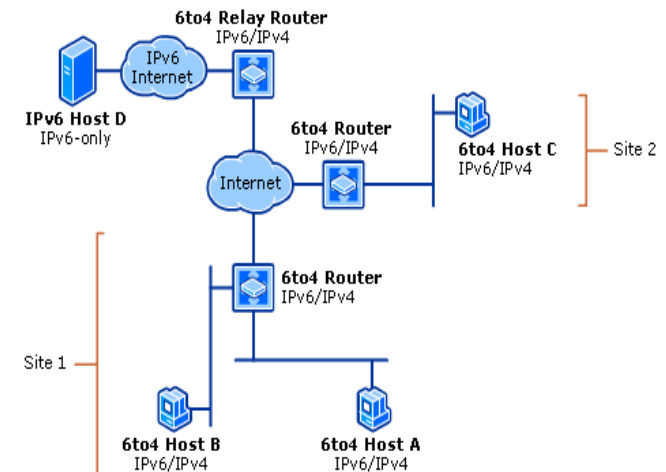 6to4 Relay Router
IPv6/IPv4
IPv6
Internet
IPv6 Host D
IPv6-only
6to4 Router
IPv6/IPv4
6to4 Host C
IPv6/IPv4
Site 2
Internet
6to4 Router
IPv6/IPv4
Site 1
6to4 Host B
IPv6/IPv4
6to4 Host A
IPv6/IPv4